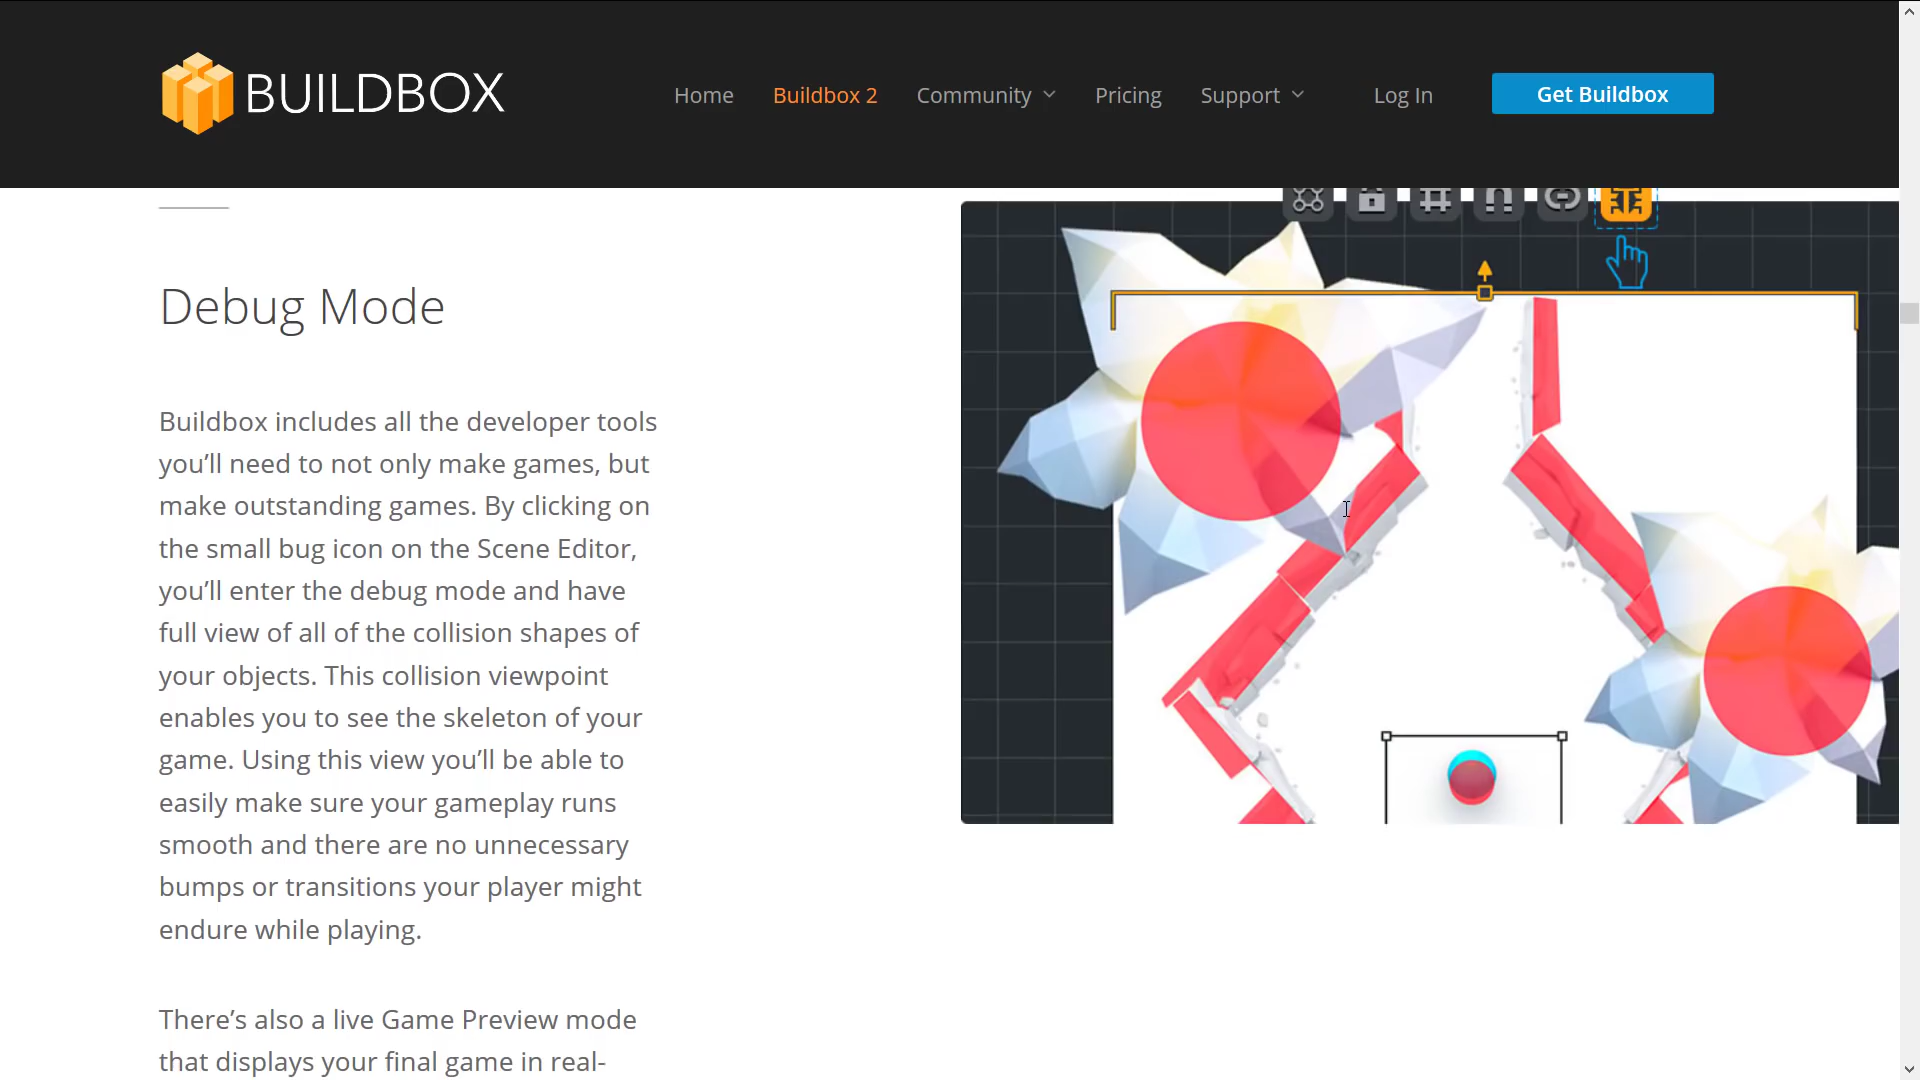 BUILDBOX
Home Buildbox 2 Community Pricing Support Log In Get Buildbox
Debug Mode
Buildbox includes all the developer tools
you’ll need to not only make games, but
make outstanding games. By clicking on
the small bug icon on the Scene Editor,
you’ll enter the debug mode and have
full view of all of the collision shapes of
your objects. This collision viewpoint
enables you to see the skeleton of your
game. Using this view you’ll be able to
easily make sure your gameplay runs
smooth and there are no unnecessary
bumps or transitions your player might
endure while playing.
There’s also a live Game Preview mode
that displays your final game in real-